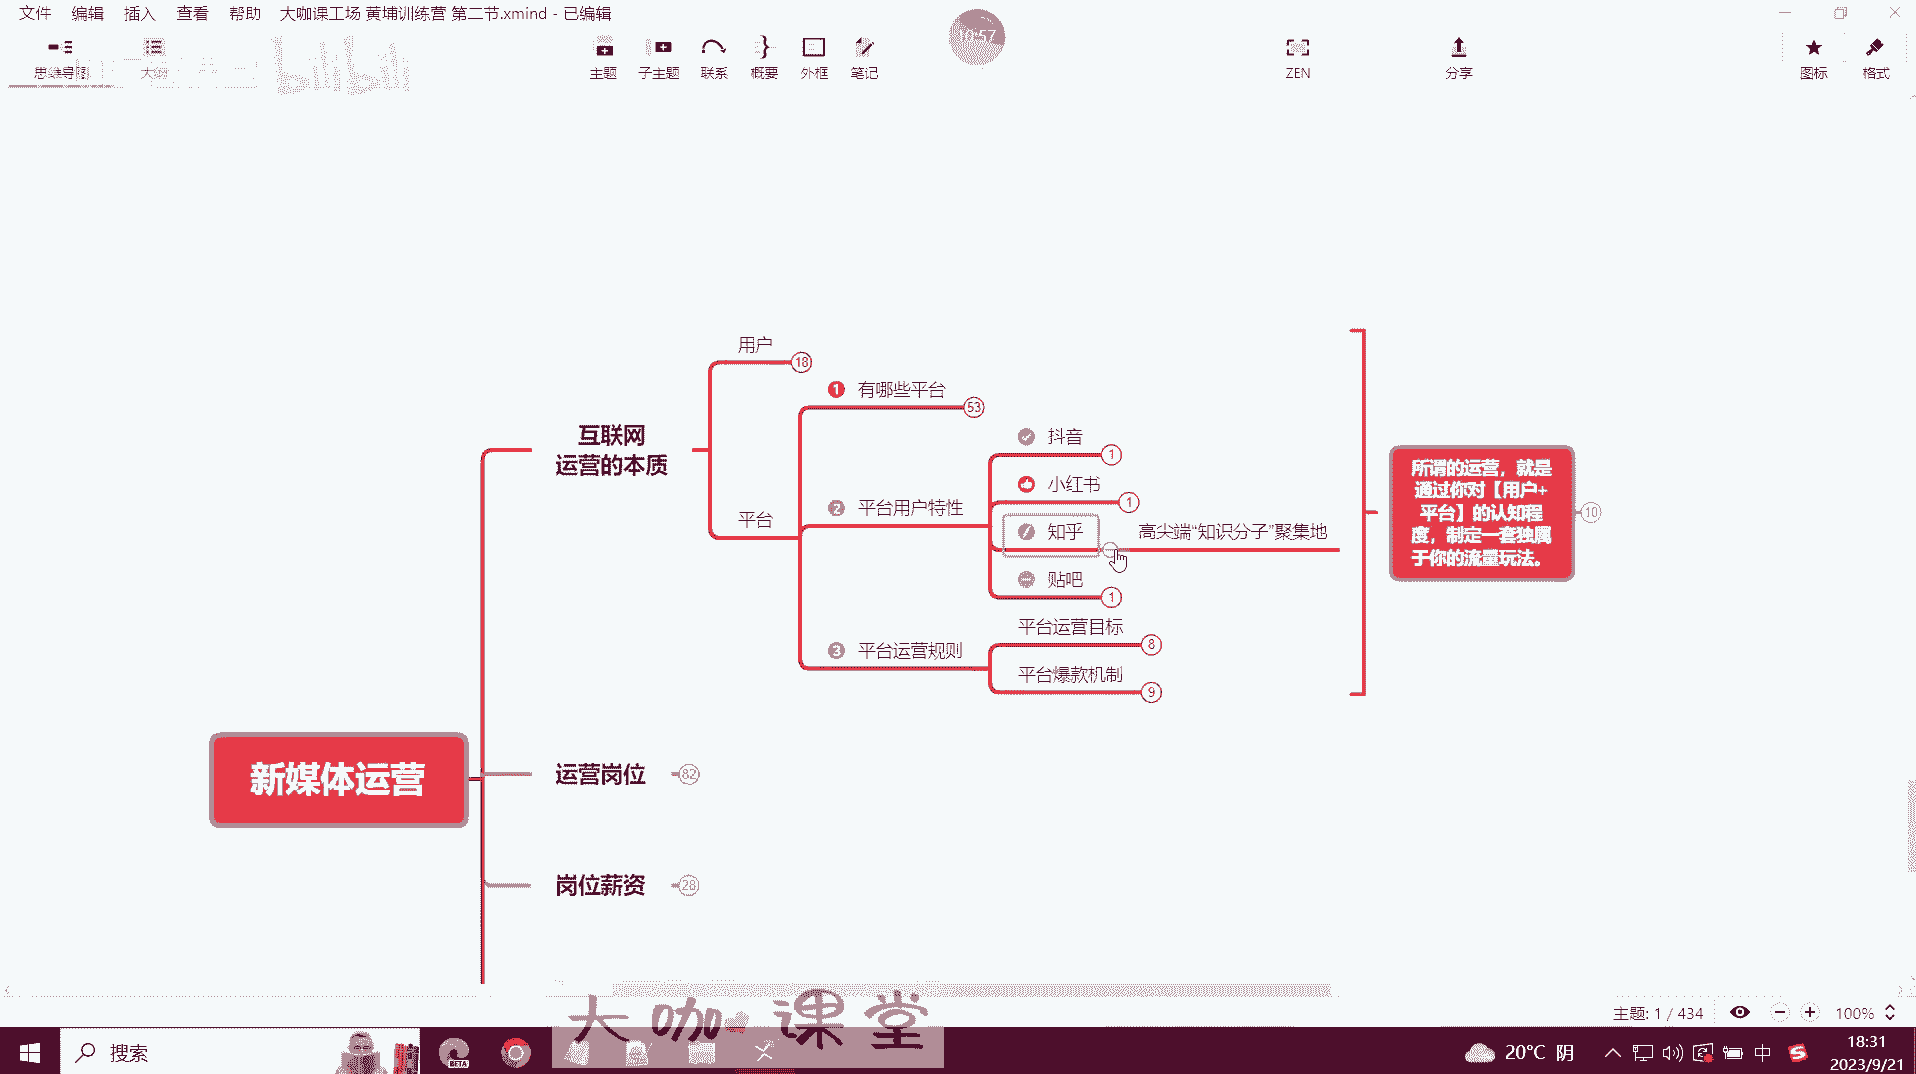 文件 编辑 插入 查看 帮助 大咖课工场 黄埔训练营 第二节.xmind - 已编辑
10:57
思维导图 大纲 bilibili 主题 子主题 联系 概要 外框 笔记 ZEN 分享 图标 格式
用户 18
1 有哪些平台 53
互联网
运营的本质
抖音 1
小红书 1
平台
2 平台用户特性
知乎 高尖端“知识分子”聚集地
贴吧 1
3 平台运营规则
平台运营目标 8
平台爆款机制 9
所谓的运营，就是
通过你对【用户+
平台】的认知程
度，制定一套独属
于你的流量玩法。
10
新媒体运营
运营岗位 82
岗位薪资 28
大咖课堂
主题: 1 / 434 100%
搜索
BETA
20°C 阴
中
18:31
2023/9/21